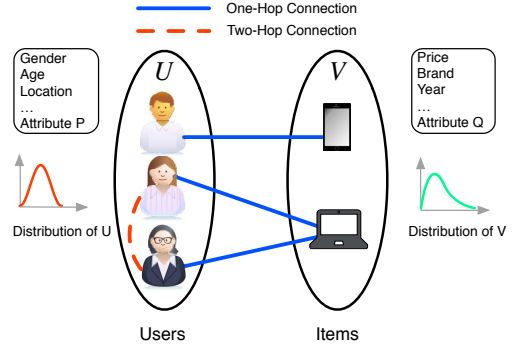 One-Hop Connection
Two-Hop Connection
Gender
Age
Location
...
Attribute P
U
V
Price
Brand
Year
...
Attribute Q
Distribution of U
Distribution of V
Users
Items